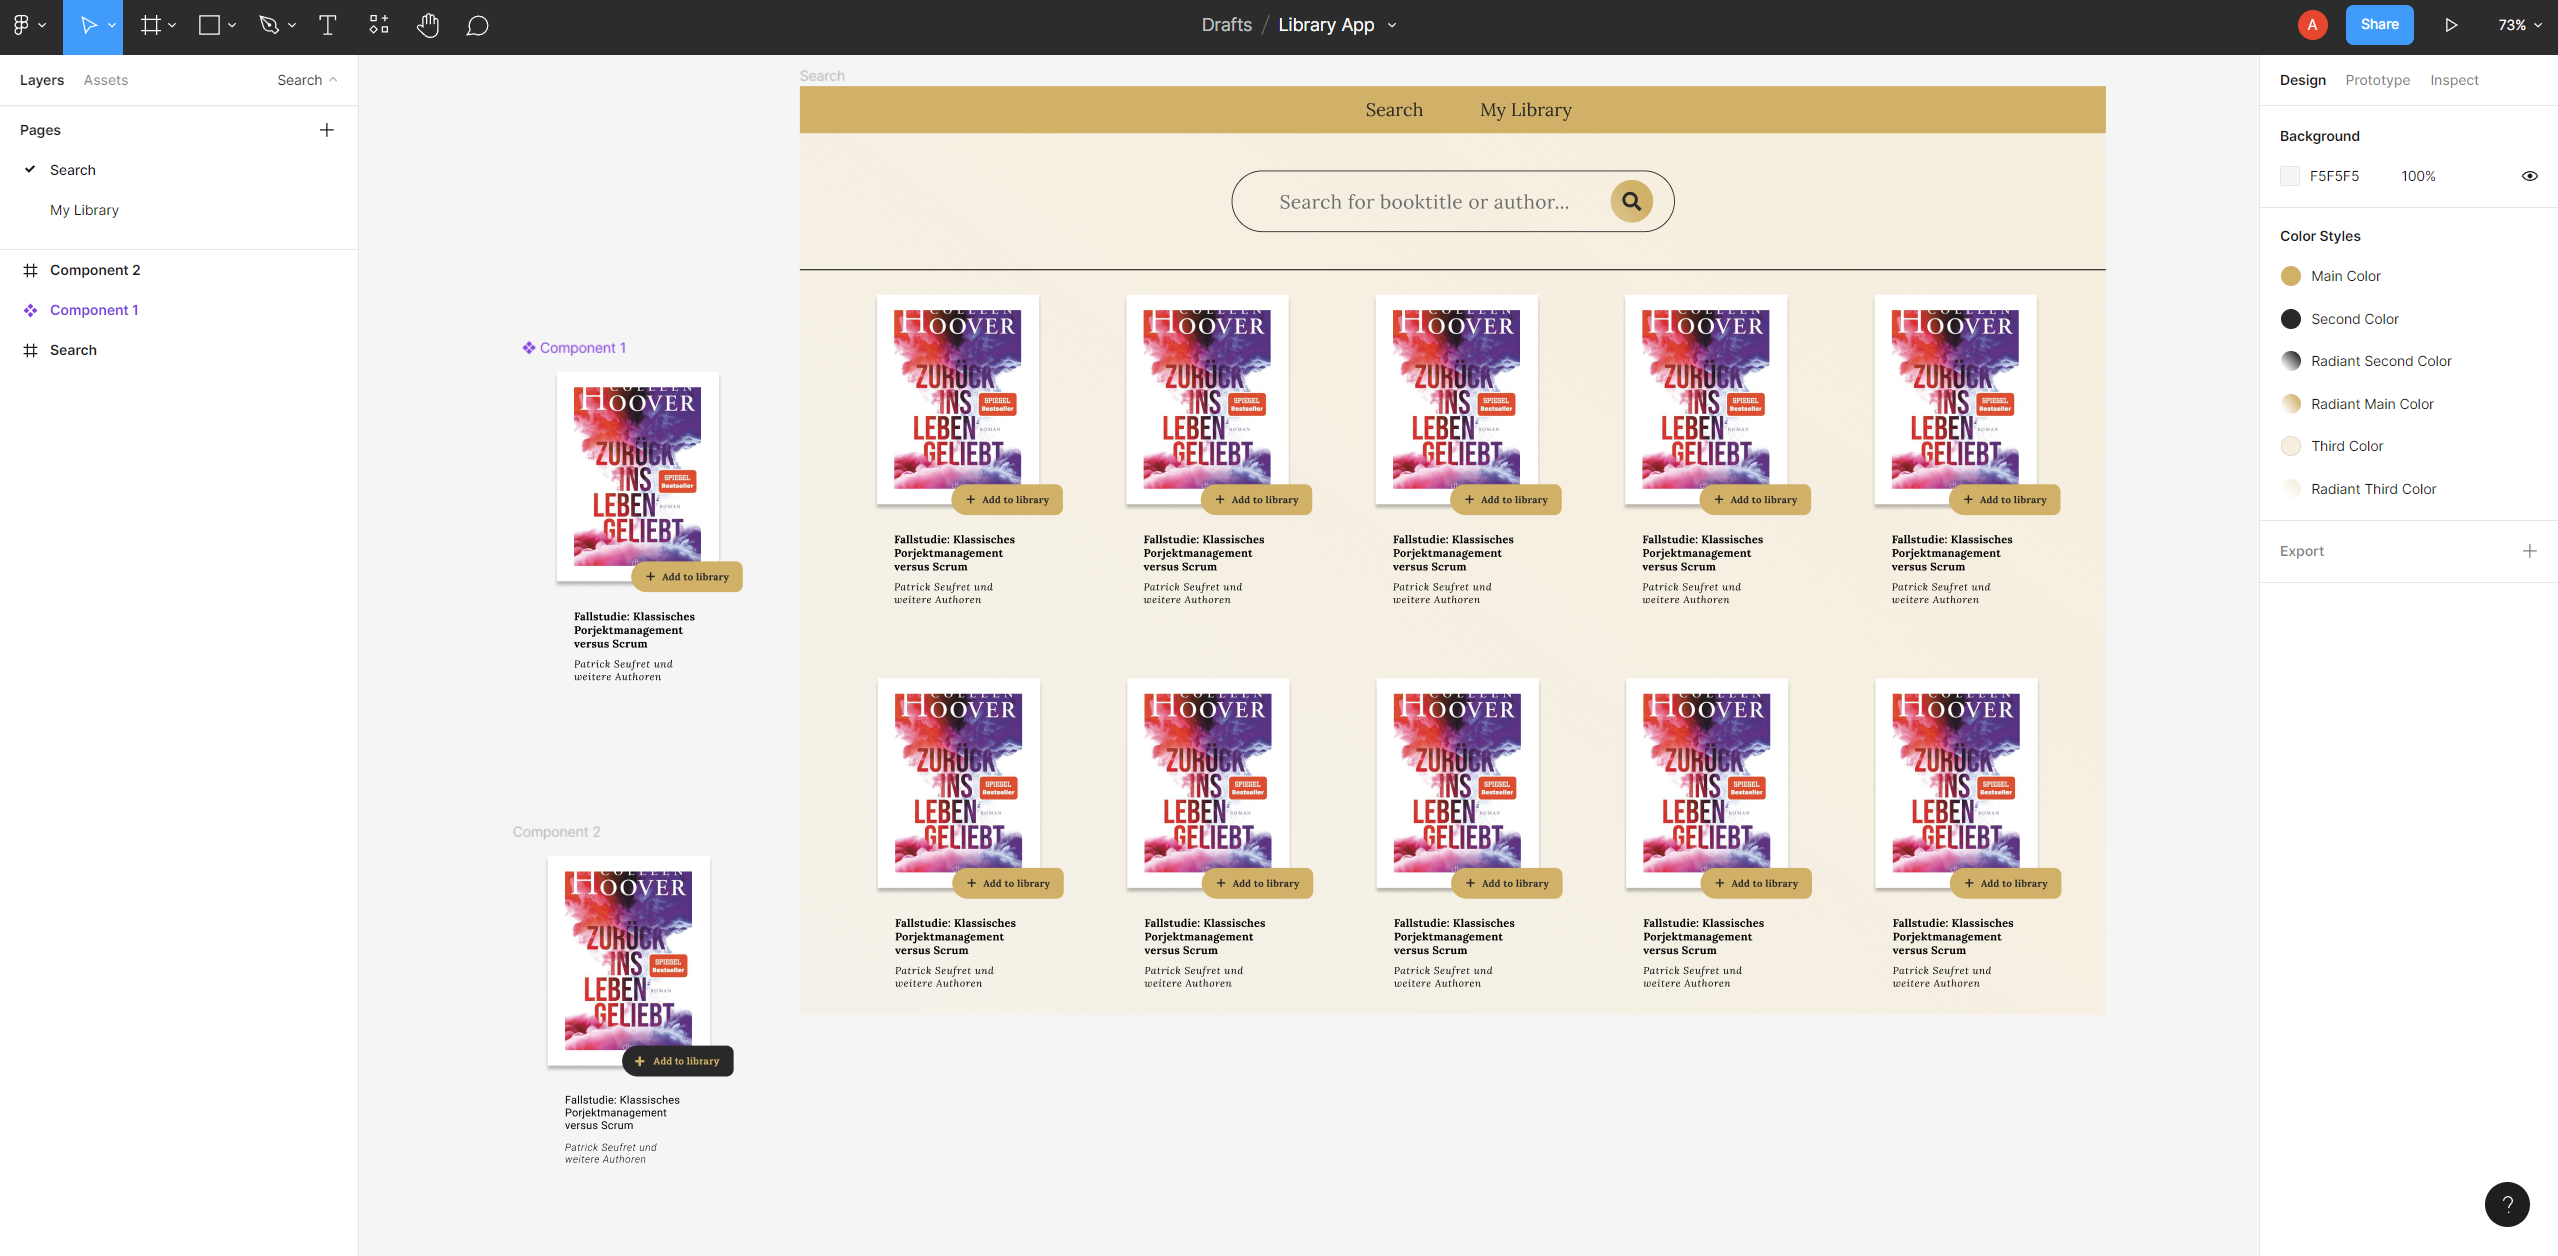 Drafts / Library App
A
Share
73%
Layers
Assets
Search
Pages
Search
My Library
Component 2
Component 1
Search
Component 1
COLLEEN
HOOVER
ZURÜCK
INS
LEBEN
GELIEBT
SPIEGEL
Bestseller
ROMAN
+ Add to library
Fallstudie: Klassisches
Porjektmanagement
versus Scrum
Patrick Seufret und
weitere Authoren
Component 2
COLLEEN
HOOVER
ZURÜCK
INS
LEBEN
GELIEBT
SPIEGEL
Bestseller
ROMAN
+ Add to library
Fallstudie: Klassisches
Porjektmanagement
versus Scrum
Patrick Seufret und
weitere Authoren
Search
Search
My Library
Search for booktitle or author...
COLLEEN
HOOVER
ZURÜCK
INS
LEBEN
GELIEBT
SPIEGEL
Bestseller
ROMAN
+ Add to library
Fallstudie: Klassisches
Porjektmanagement
versus Scrum
Patrick Seufret und
weitere Authoren
COLLEEN
HOOVER
ZURÜCK
INS
LEBEN
GELIEBT
SPIEGEL
Bestseller
ROMAN
+ Add to library
Fallstudie: Klassisches
Porjektmanagement
versus Scrum
Patrick Seufret und
weitere Authoren
COLLEEN
HOOVER
ZURÜCK
INS
LEBEN
GELIEBT
SPIEGEL
Bestseller
ROMAN
+ Add to library
Fallstudie: Klassisches
Porjektmanagement
versus Scrum
Patrick Seufret und
weitere Authoren
COLLEEN
HOOVER
ZURÜCK
INS
LEBEN
GELIEBT
SPIEGEL
Bestseller
ROMAN
+ Add to library
Fallstudie: Klassisches
Porjektmanagement
versus Scrum
Patrick Seufret und
weitere Authoren
COLLEEN
HOOVER
ZURÜCK
INS
LEBEN
GELIEBT
SPIEGEL
Bestseller
ROMAN
+ Add to library
Fallstudie: Klassisches
Porjektmanagement
versus Scrum
Patrick Seufret und
weitere Authoren
COLLEEN
HOOVER
ZURÜCK
INS
LEBEN
GELIEBT
SPIEGEL
Bestseller
ROMAN
+ Add to library
Fallstudie: Klassisches
Porjektmanagement
versus Scrum
Patrick Seufret und
weitere Authoren
COLLEEN
HOOVER
ZURÜCK
INS
LEBEN
GELIEBT
SPIEGEL
Bestseller
ROMAN
+ Add to library
Fallstudie: Klassisches
Porjektmanagement
versus Scrum
Patrick Seufret und
weitere Authoren
COLLEEN
HOOVER
ZURÜCK
INS
LEBEN
GELIEBT
SPIEGEL
Bestseller
ROMAN
+ Add to library
Fallstudie: Klassisches
Porjektmanagement
versus Scrum
Patrick Seufret und
weitere Authoren
COLLEEN
HOOVER
ZURÜCK
INS
LEBEN
GELIEBT
SPIEGEL
Bestseller
ROMAN
+ Add to library
Fallstudie: Klassisches
Porjektmanagement
versus Scrum
Patrick Seufret und
weitere Authoren
COLLEEN
HOOVER
ZURÜCK
INS
LEBEN
GELIEBT
SPIEGEL
Bestseller
ROMAN
+ Add to library
Fallstudie: Klassisches
Porjektmanagement
versus Scrum
Patrick Seufret und
weitere Authoren
Design
Prototype
Inspect
Background
F5F5F5
100%
Color Styles
Main Color
Second Color
Radiant Second Color
Radiant Main Color
Third Color
Radiant Third Color
Export
?